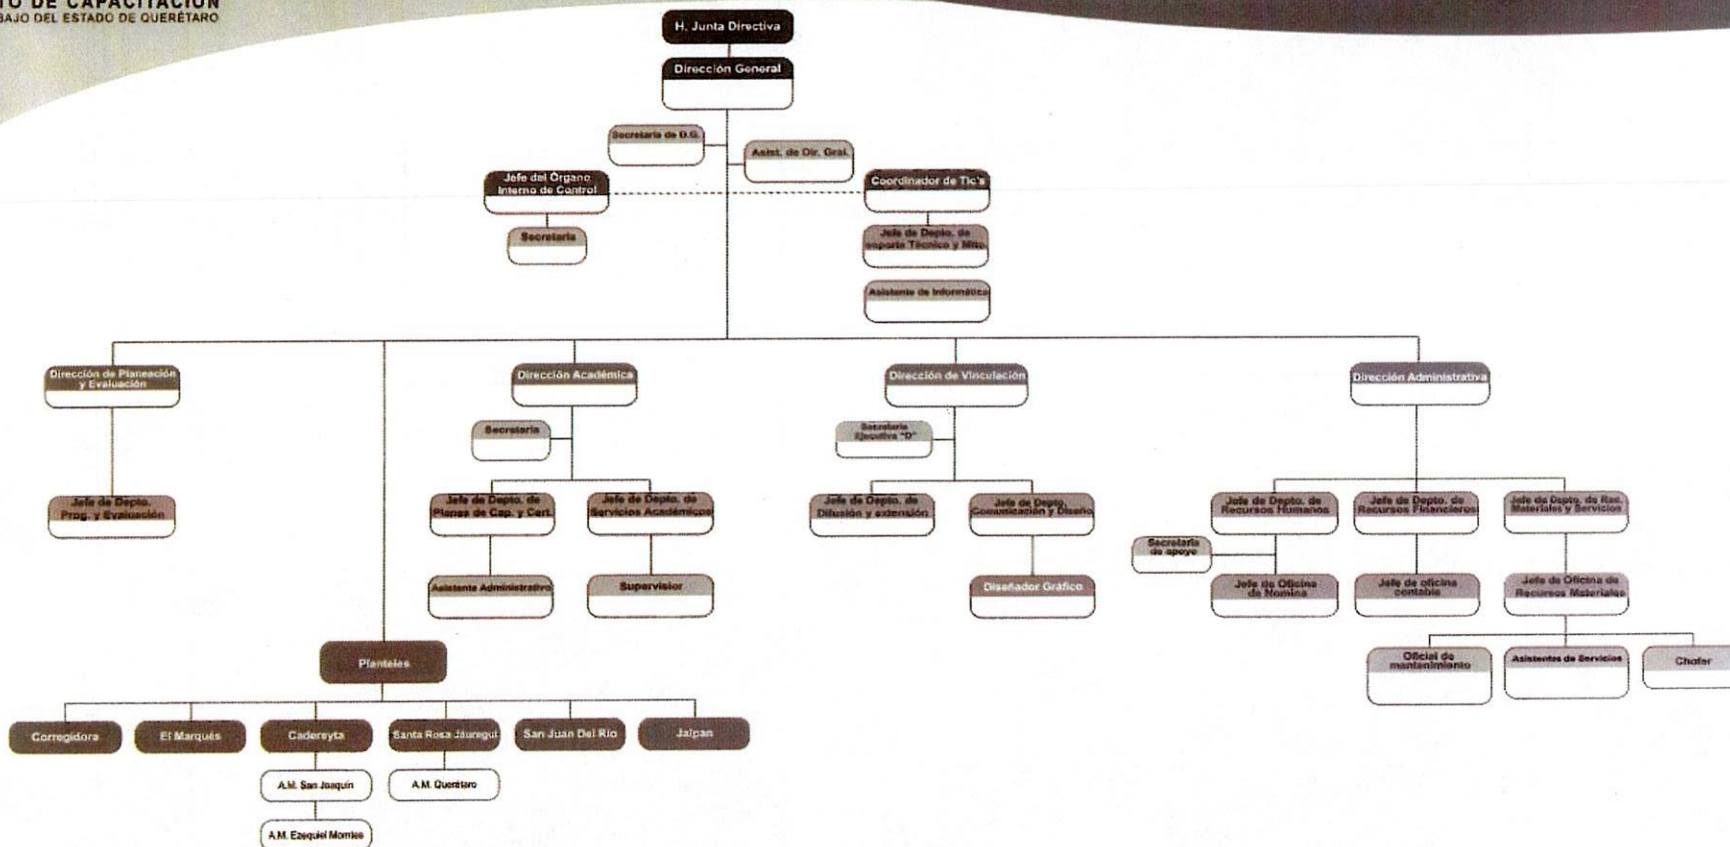 TO DE CAPACITACIÓN
BAJO DEL ESTADO DE QUERÉTARO
H. Junta Directiva
Dirección General
Secretaria de D.G.
Asist. de Dir. Gral.
Jefe del Órgano
Interno de Control
Coordinador de Tic's
Secretaria
Jefe de Depto. de
soporte Técnico y Mtto.
Asistente de Informática
Dirección de Planeación
y Evaluación
Dirección Académica
Dirección de Vinculación
Dirección Administrativa
Secretaria
Secretaria
Ejecutiva "D"
Jefe de Depto.
Prog. y Evaluación
Jefe de Depto. de
Planes de Cap. y Cert.
Jefe de Depto. de
Servicios Académicos
Jefe de Depto. de
Difusión y extensión
Jefe de Depto.
Comunicación y Diseño
Jefe de Depto. de
Recursos Humanos
Jefe de Depto. de
Recursos Financieros
Jefe de Depto. de Rec.
Materiales y Servicios
Secretaria
de apoyo
Asistente Administrativo
Supervisior
Diseñador Gráfico
Jefe de Oficina
de Nomina
Jefe de oficina
contable
Jefe de Oficina de
Recursos Materiales
Planteles
Oficial de
mantenimiento
Asistentes de Servicios
Chofer
Corregidora
El Marqués
Cadereyta
Santa Rosa Jáuregui
San Juan Del Río
Jalpan
A.M. San Joaquín
A.M. Querétaro
A.M. Ezequiel Montes